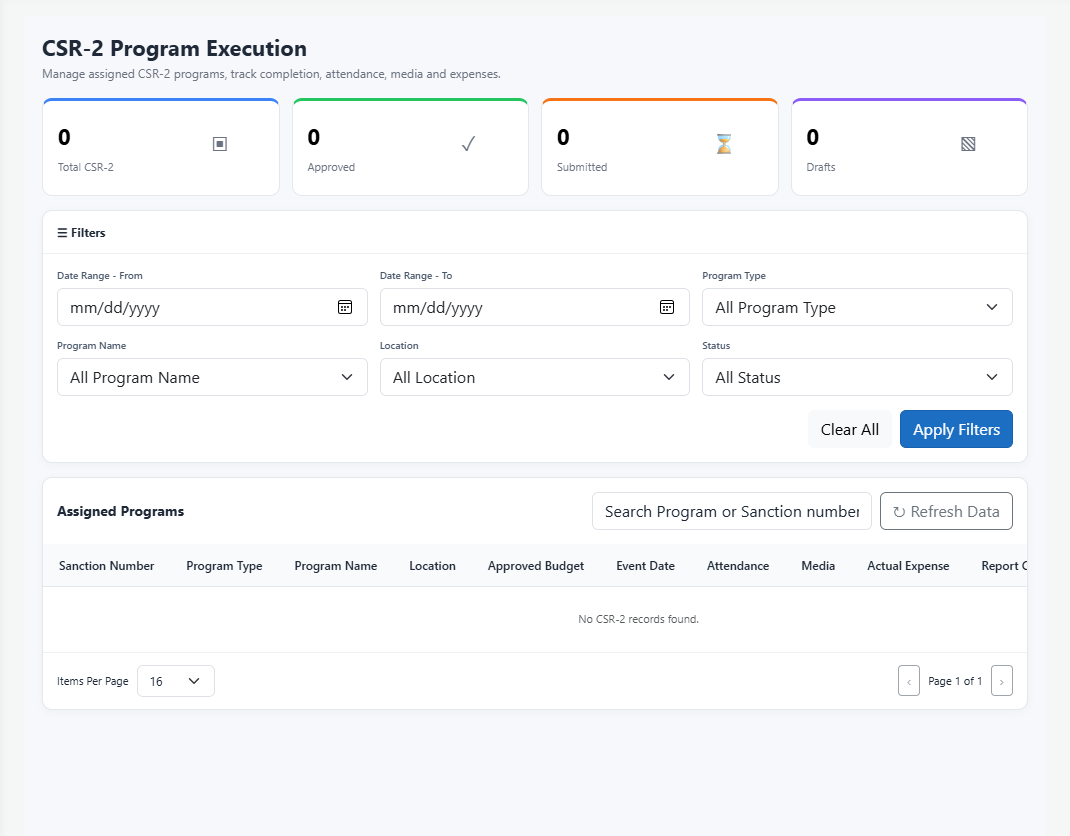 CSR-2 Program Execution
Manage assigned CSR-2 programs, track completion, attendance, media and expenses.
0
Total CSR-2
0
Approved
0
Submitted
0
Drafts
Filters
Date Range - From
Date Range - To
Program Type
mm/dd/yyyy
mm/dd/yyyy
All Program Type
Program Name
Location
Status
All Program Name
All Location
All Status
Clear All
Apply Filters
Assigned Programs
Search Program or Sanction number
Refresh Data
Sanction Number Program Type Program Name Location Approved Budget Event Date Attendance Media Actual Expense Report
No CSR-2 records found.
Items Per Page
16
‹ Page 1 of 1 ›